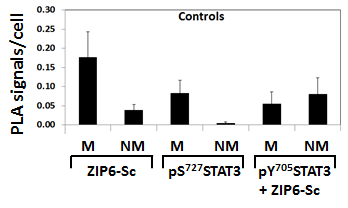 Controls
PLA signals/cell
0.30
0.25
0.20
0.15
0.10
0.05
0.00
M NM M NM M NM
ZIP6-Sc pS727STAT3 pY705STAT3
+ ZIP6-Sc